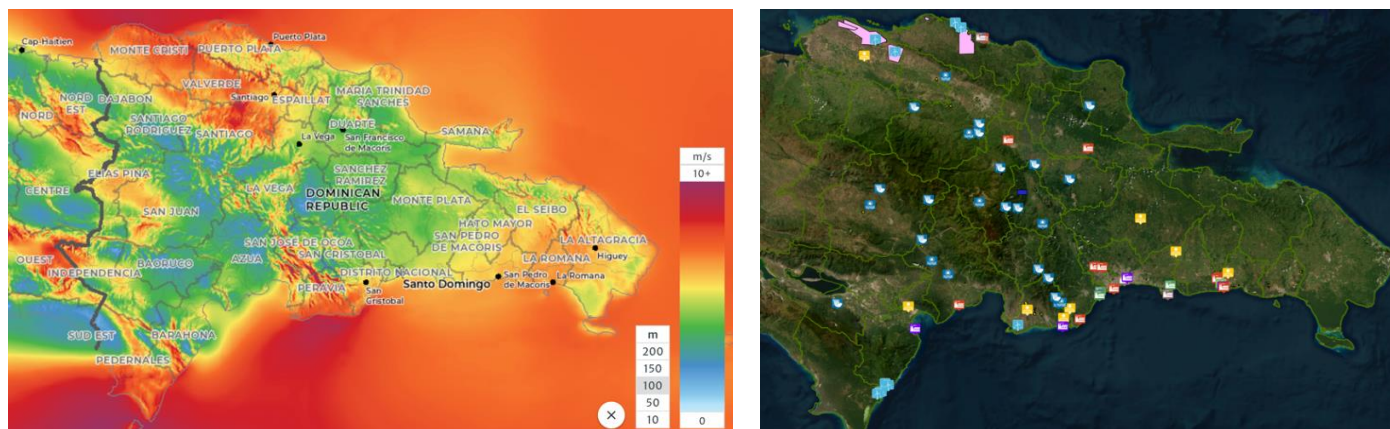 Cap-Haïtien
Puerto Plata
MONTE CRISTI
PUERTO PLATA
VALVERDE
Santiago
ESPAILLAT
MARIA TRINIDAD
SANCHES
NORD
EST
DAJABON
NORD
SANTIAGO
RODRIGUEZ
SANTIAGO
DUARTE
La Vega
San Francisco
de Macoris
SAMANA
ELIAS PINA
SANCHEZ
RAMIREZ
CENTRE
LA VEGA
DOMINICAN
REPUBLIC
MONTE PLATA
SAN JUAN
EL SEIBO
HATO MAYOR
SAN PEDRO
DE MACORIS
SAN JOSE DE OCOA
SAN CRISTOBAL
AZUA
LA ALTAGRACIA
Higuey
LA ROMANA
OUEST
BAORUCO
INDEPENDENCIA
DISTRITO NACIONAL
Santo Domingo
San Pedro
de Macoris
La Romana
PERAVIA
San
Cristobal
SUD EST
BARAHONA
PEDERNALES
m/s
10+
0
m
200
150
100
50
10